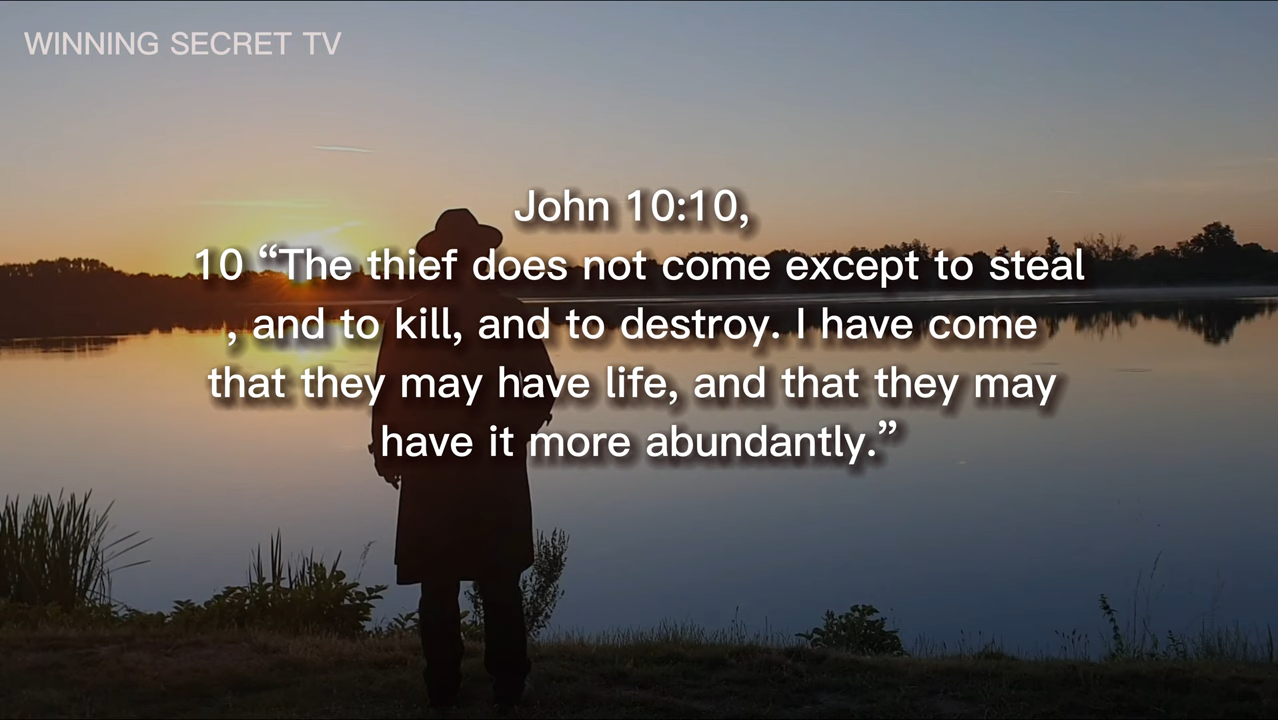 WINNING SECRET TV
John 10:10,
10 “The thief does not come except to steal
, and to kill, and to destroy. I have come
that they may have life, and that they may
have it more abundantly.”